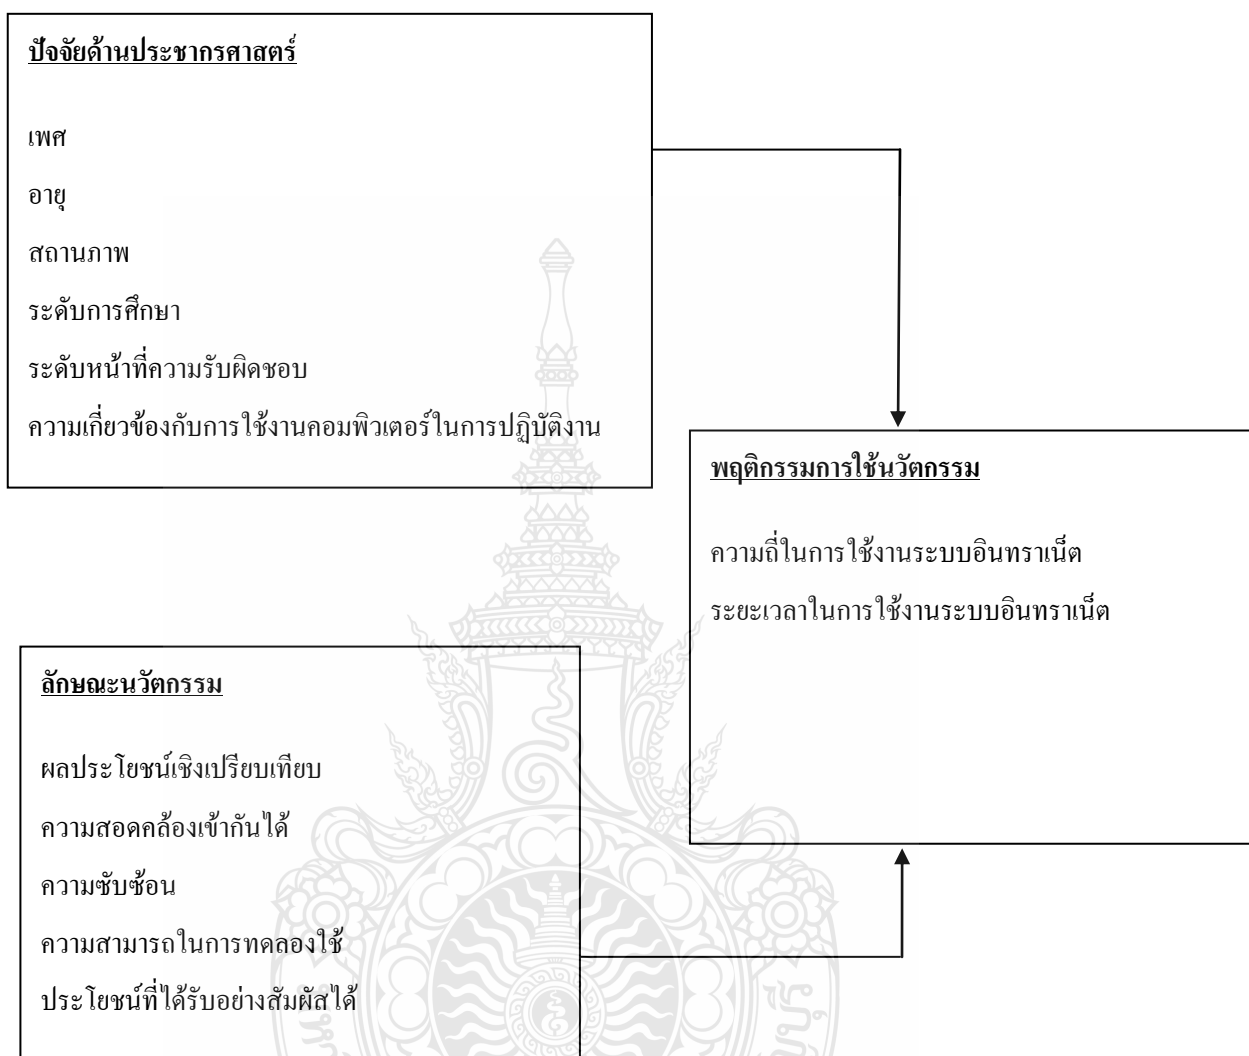 ปัจจัยด้านประชากรศาสตร์
เพศ
อายุ
สถานภาพ
ระดับการศึกษา
ระดับหน้าที่ความรับผิดชอบ
ความเกี่ยวข้องกับการใช้งานคอมพิวเตอร์ในการปฏิบัติงาน
พฤติกรรมการใช้นวัตกรรม
ความถี่ในการใช้งานระบบอินทราเน็ต
ระยะเวลาในการใช้งานระบบอินทราเน็ต
ลักษณะนวัตกรรม
ผลประโยชน์เชิงเปรียบเทียบ
ความสอดคล้องเข้ากันได้
ความซับซ้อน
ความสามารถในการทดลองใช้
ประโยชน์ที่ได้รับอย่างสัมผัสได้